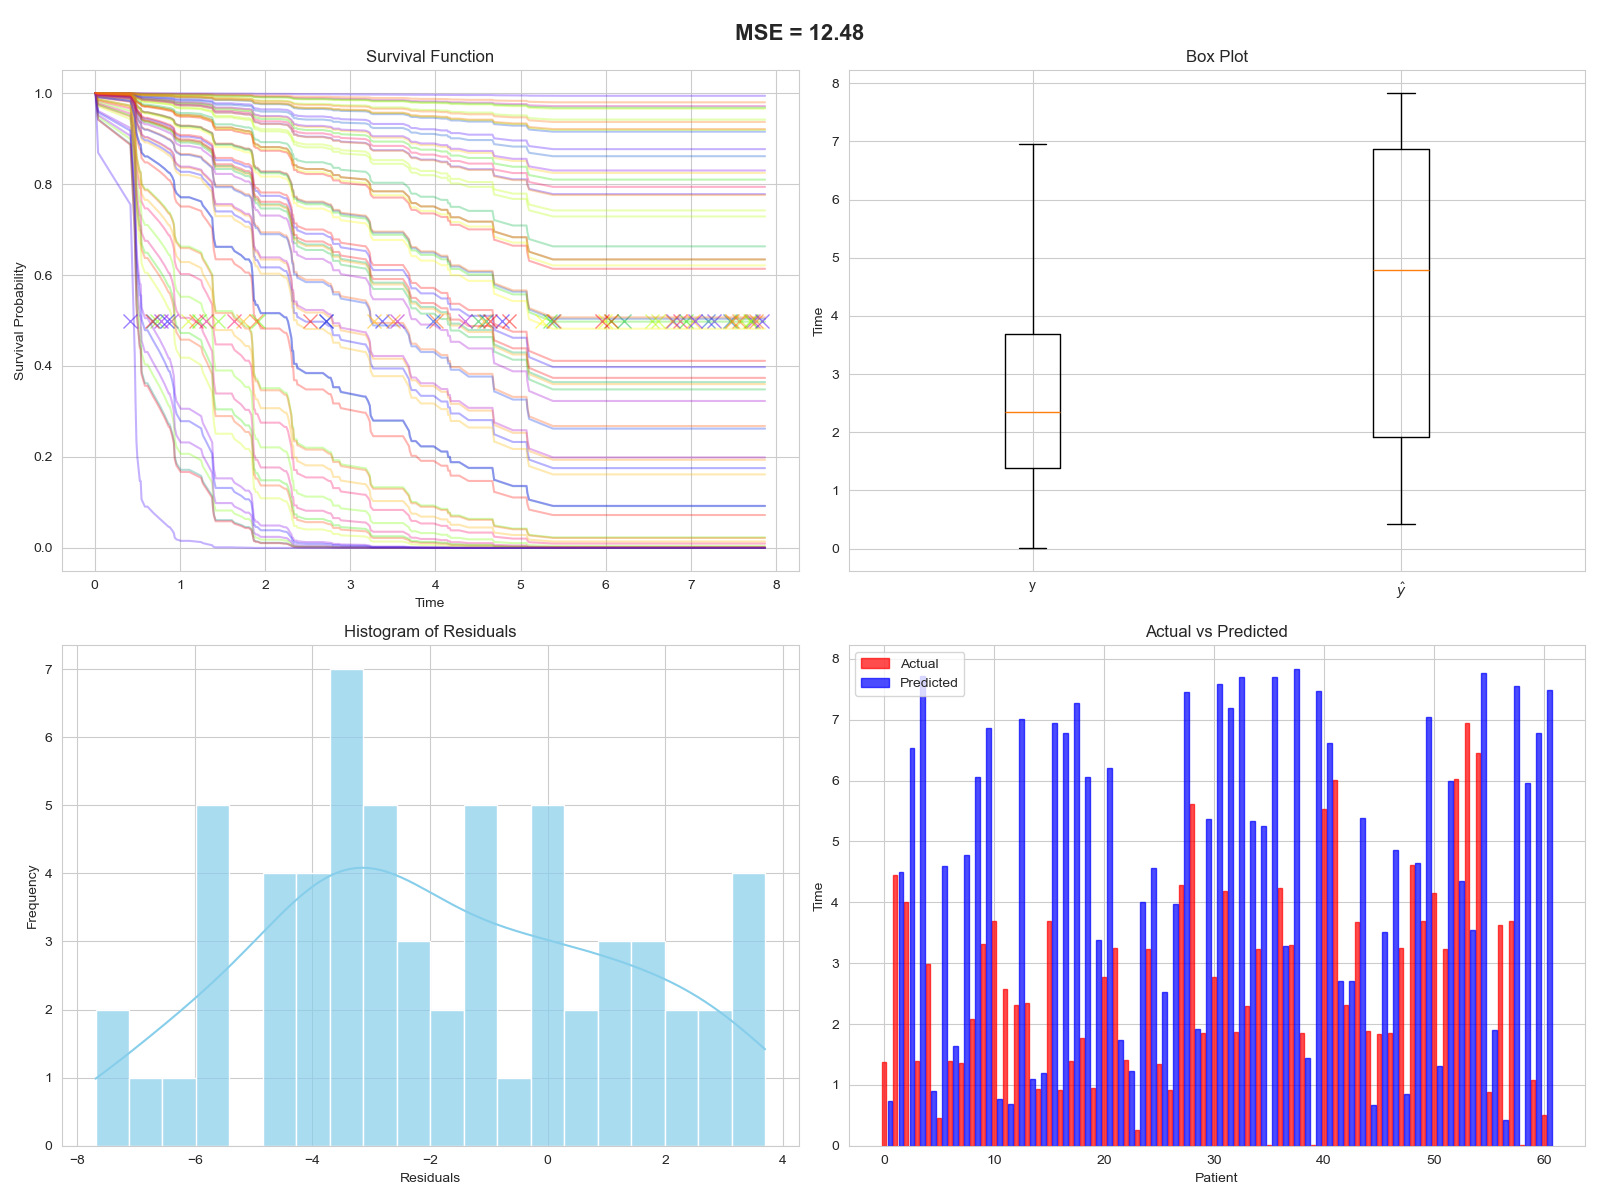 MSE = 12.48
Survival Function
Survival Probability
1.0
0.8
0.6
0.4
0.2
0.0
0 1 2 3 4 5 6 7 8
Time
Box Plot
Time
8
7
6
5
4
3
2
1
0
y ŷ
Histogram of Residuals
Frequency
7
6
5
4
3
2
1
0
−8 −6 −4 −2 0 2 4
Residuals
Actual vs Predicted
Actual
Predicted
Time
8
7
6
5
4
3
2
1
0
0 10 20 30 40 50 60
Patient